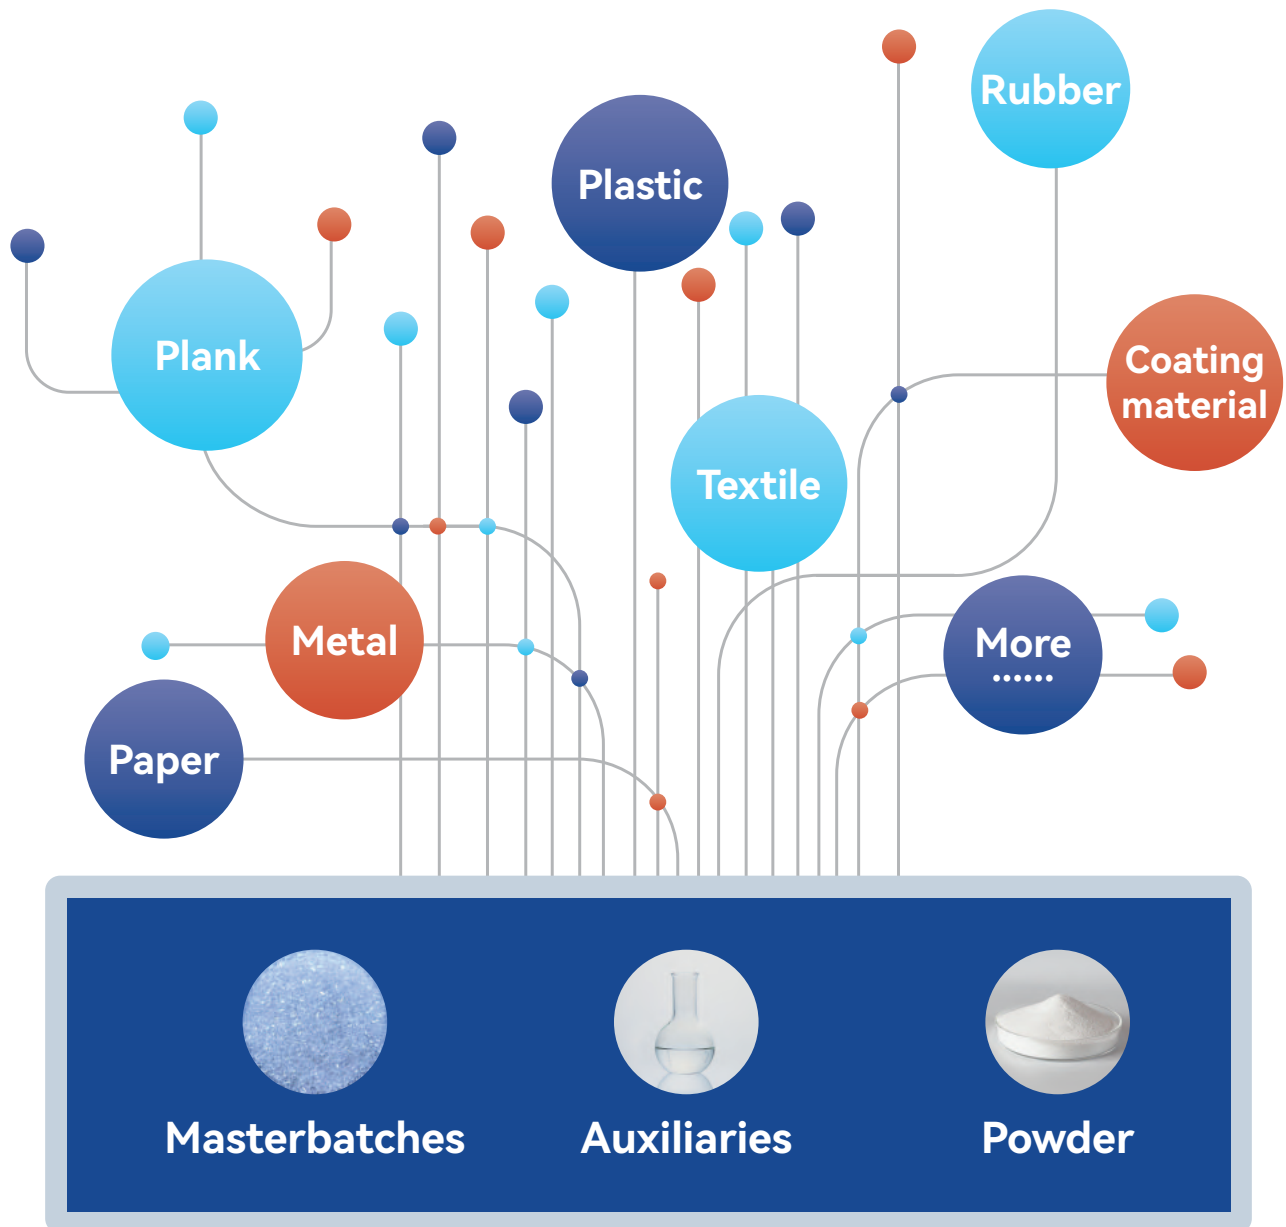 Rubber
Plastic
Plank
Coating
material
Textile
Metal
More
......
Paper
Masterbatches
Auxiliaries
Powder